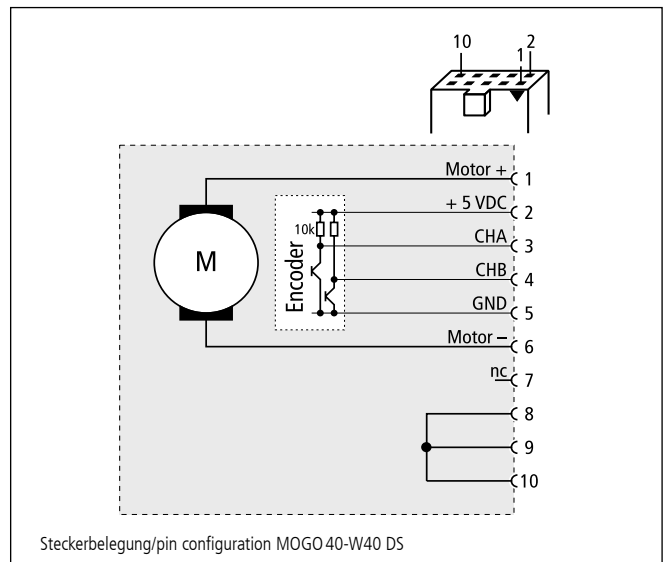 10
1
2
Motor +
1
+ 5 VDC
2
10k
CHA
3
CHB
4
Encoder
M
GND
5
Motor –
6
nc
7
8
9
10
Steckerbelegung/pin configuration MOGO 40-W40 DS